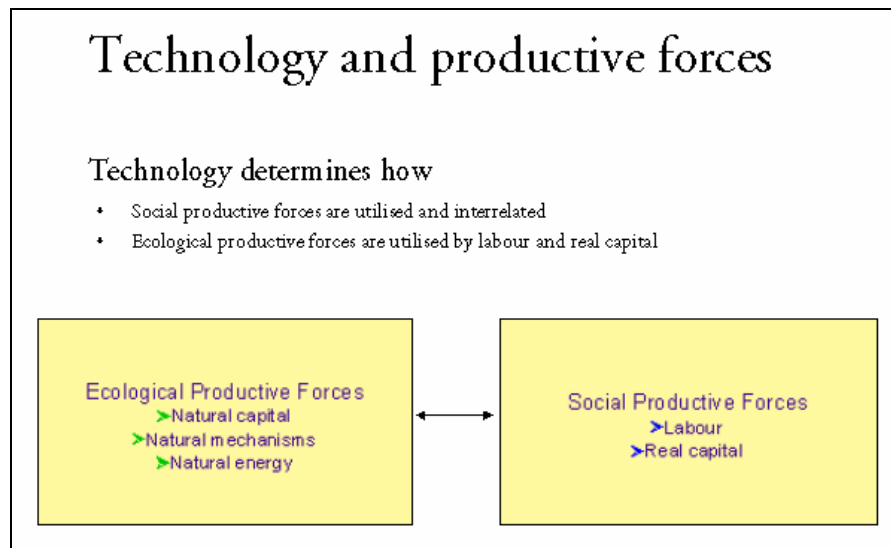 Technology and productive forces
Technology determines how
• Social productive forces are utilised and interrelated
• Ecological productive forces are utilised by labour and real capital
Ecological Productive Forces
➢Natural capital
➢Natural mechanisms
➢Natural energy
Social Productive Forces
➢Labour
➢Real capital